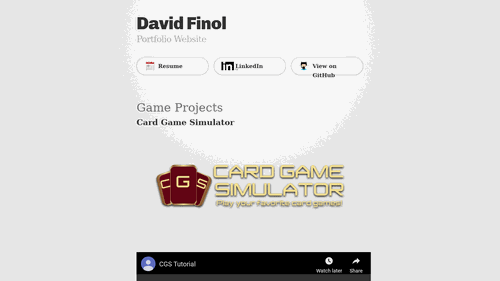 David Finol
Portfolio Website
Resume
LinkedIn
View on
GitHub
Game Projects
Card Game Simulator
CGS
CARD GAME
SIMULATOR
Play your favorite card games!
CGS Tutorial
Watch later
Share